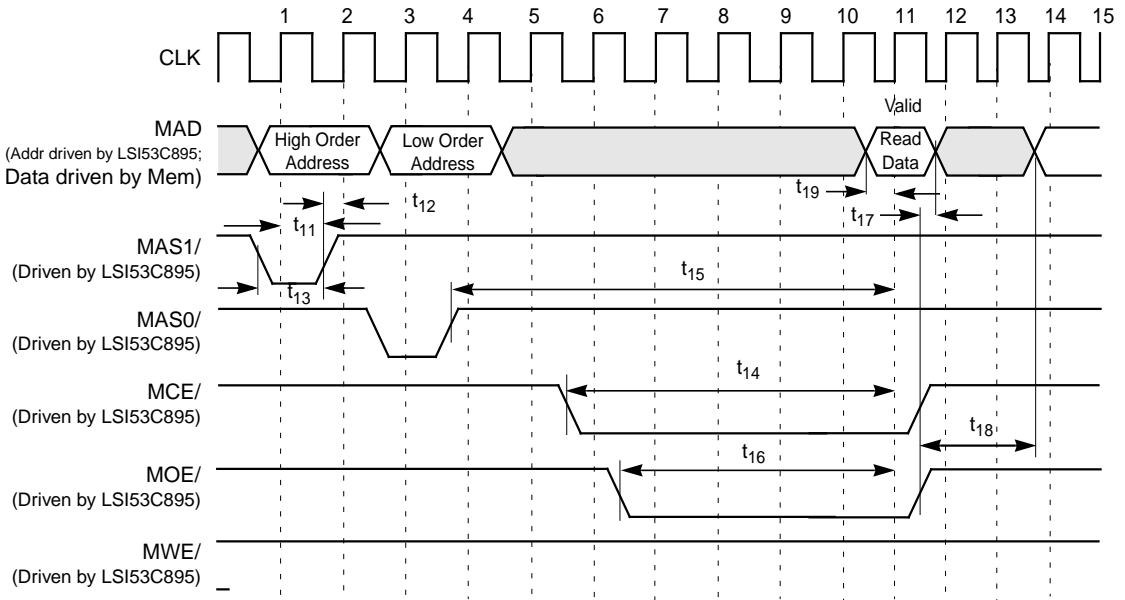 1 2 3 4 5 6 7 8 9 10 11 12 13 14 15
CLK
Valid
MAD
(Addr driven by LSI53C895;
Data driven by Mem)
High Order
Address
Low Order
Address
Read
Data
t19
t12
t17
t11
MAS1/
(Driven by LSI53C895)
t15
t13
MAS0/
(Driven by LSI53C895)
t14
MCE/
(Driven by LSI53C895)
t18
t16
MOE/
(Driven by LSI53C895)
MWE/
(Driven by LSI53C895)